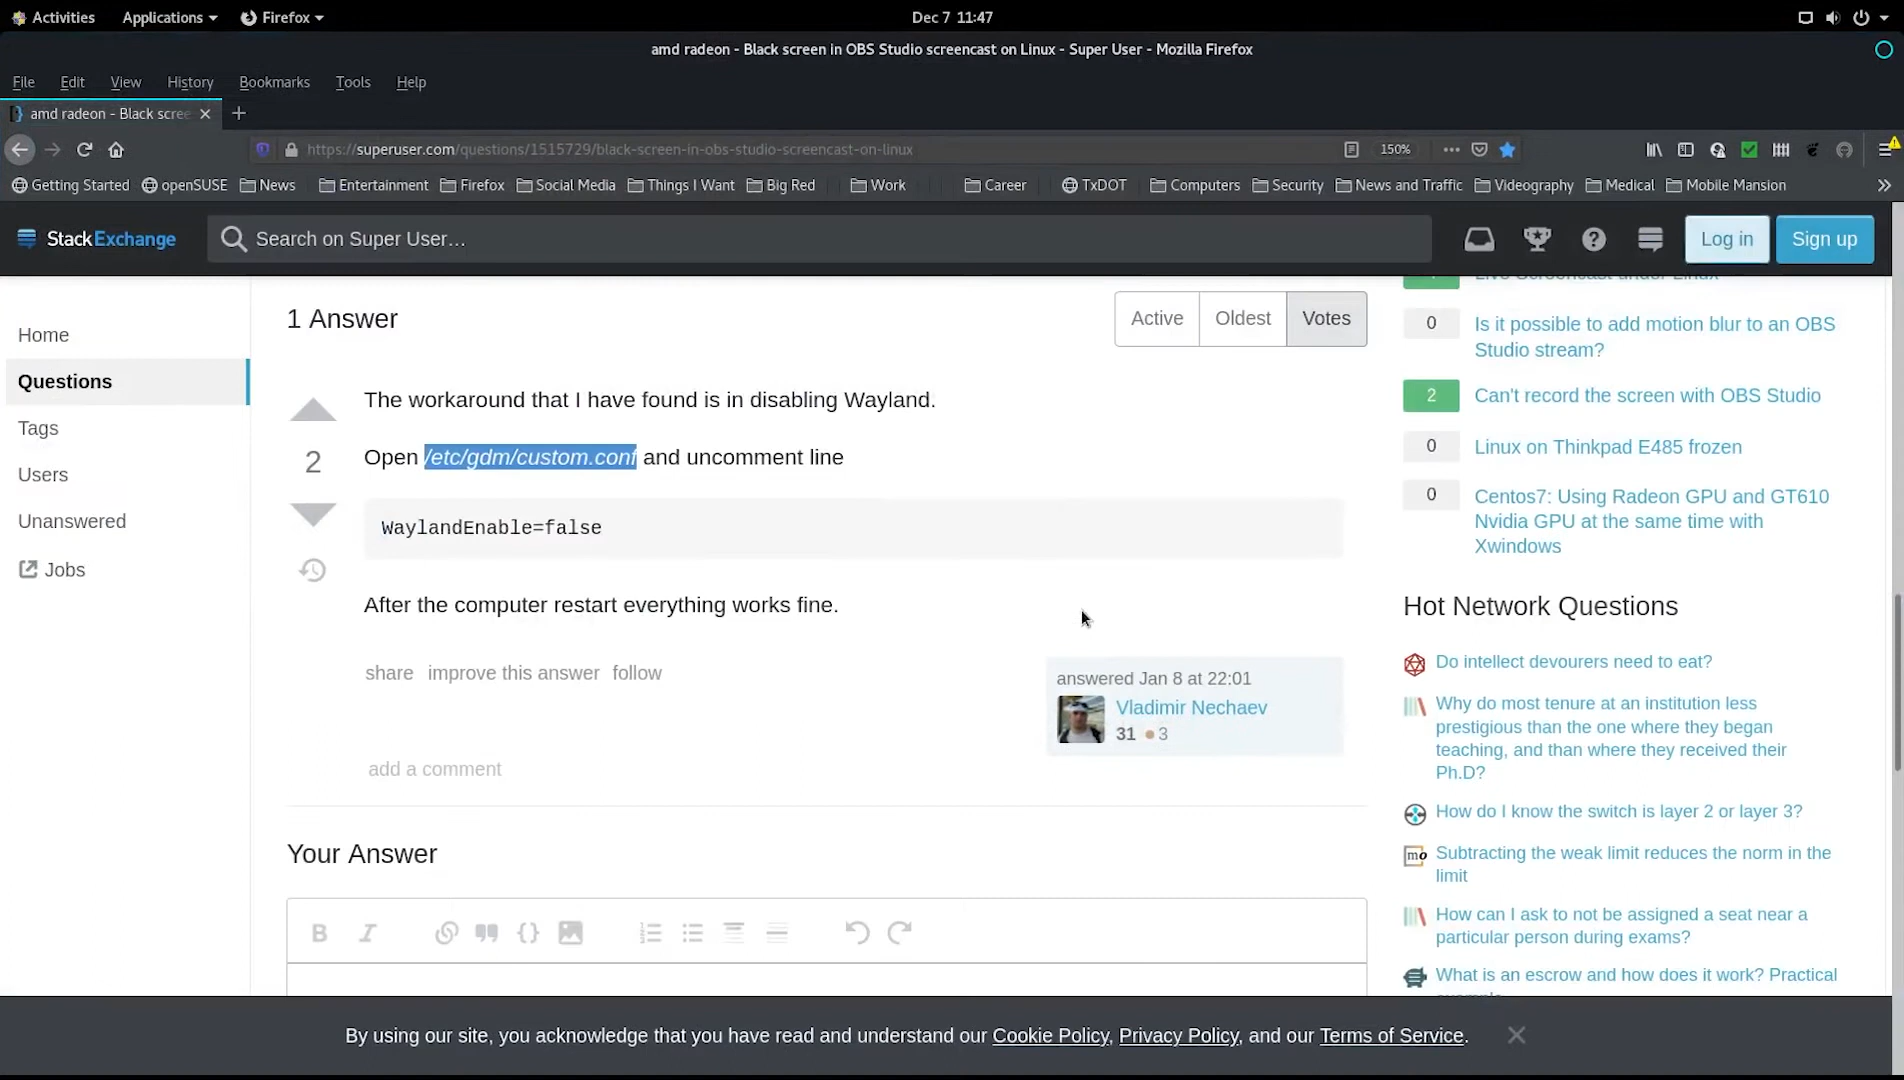 Activities Applications Firefox Dec 7 11:47
amd radeon - Black screen in OBS Studio screencast on Linux - Super User - Mozilla Firefox
File Edit View History Bookmarks Tools Help
amd radeon - Black scree
https://superuser.com/questions/1515729/black-screen-in-obs-studio-screencast-on-linux 150%
Getting Started openSUSE News Entertainment Firefox Social Media Things I Want Big Red Work Career TxDOT Computers Security News and Traffic Videography Medical Mobile Mansion
StackExchange Search on Super User… Log in Sign up
Home
Questions
Tags
Users
Unanswered
Jobs
1 Answer Active Oldest Votes
The workaround that I have found is in disabling Wayland.
2
Open /etc/gdm/custom.conf and uncomment line
WaylandEnable=false
After the computer restart everything works fine.
share improve this answer follow
answered Jan 8 at 22:01
Vladimir Nechaev
31 3
add a comment
Your Answer
B I
Live Screencast under Linux
0 Is it possible to add motion blur to an OBS
Studio stream?
2 Can't record the screen with OBS Studio
0 Linux on Thinkpad E485 frozen
0 Centos7: Using Radeon GPU and GT610
Nvidia GPU at the same time with
Xwindows
Hot Network Questions
Do intellect devourers need to eat?
Why do most tenure at an institution less
prestigious than the one where they began
teaching, and than where they received their
Ph.D?
How do I know the switch is layer 2 or layer 3?
mo Subtracting the weak limit reduces the norm in the
limit
How can I ask to not be assigned a seat near a
particular person during exams?
What is an escrow and how does it work? Practical
By using our site, you acknowledge that you have read and understand our Cookie Policy, Privacy Policy, and our Terms of Service.